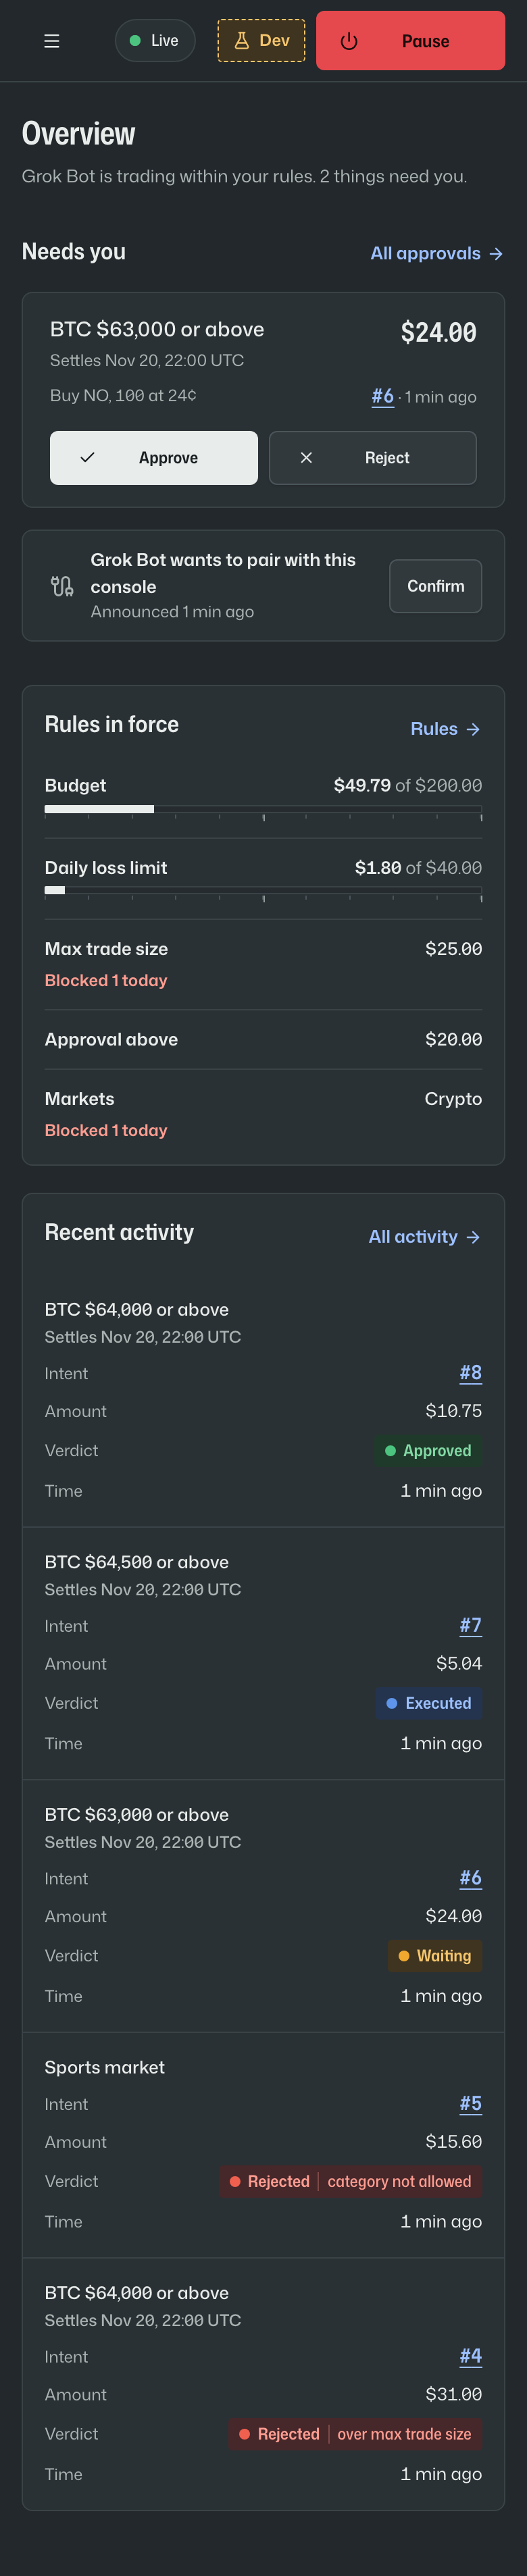 Live
Dev
Pause
Overview
Grok Bot is trading within your rules. 2 things need you.
Needs you
All approvals →
BTC $63,000 or above
$24.00
Settles Nov 20, 22:00 UTC
Buy NO, 100 at 24¢
#6 · 1 min ago
Approve
Reject
Grok Bot wants to pair with this
console
Announced 1 min ago
Confirm
Rules in force
Rules →
Budget
$49.79 of $200.00
Daily loss limit
$1.80 of $40.00
Max trade size
$25.00
Blocked 1 today
Approval above
$20.00
Markets
Crypto
Blocked 1 today
Recent activity
All activity →
BTC $64,000 or above
Settles Nov 20, 22:00 UTC
Intent
#8
Amount
$10.75
Verdict
Approved
Time
1 min ago
BTC $64,500 or above
Settles Nov 20, 22:00 UTC
Intent
#7
Amount
$5.04
Verdict
Executed
Time
1 min ago
BTC $63,000 or above
Settles Nov 20, 22:00 UTC
Intent
#6
Amount
$24.00
Verdict
Waiting
Time
1 min ago
Sports market
Intent
#5
Amount
$15.60
Verdict
Rejected | category not allowed
Time
1 min ago
BTC $64,000 or above
Settles Nov 20, 22:00 UTC
Intent
#4
Amount
$31.00
Verdict
Rejected | over max trade size
Time
1 min ago